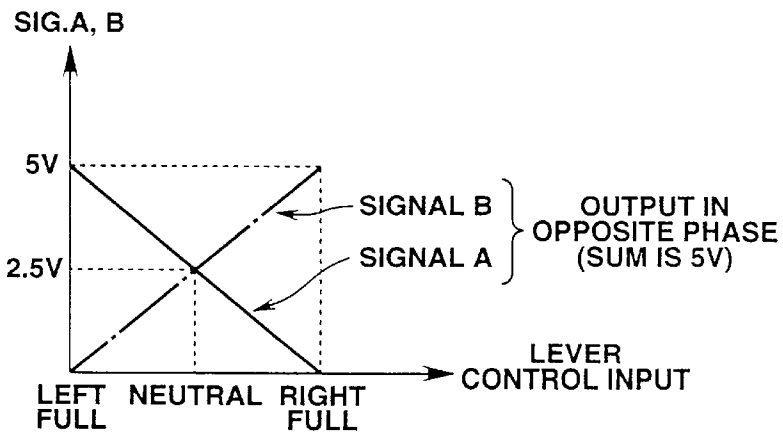 SIG.A, B
5V
2.5V
SIGNAL B
SIGNAL A
OUTPUT IN
OPPOSITE PHASE
(SUM IS 5V)
LEVER
CONTROL INPUT
LEFT
FULL
NEUTRAL
RIGHT
FULL